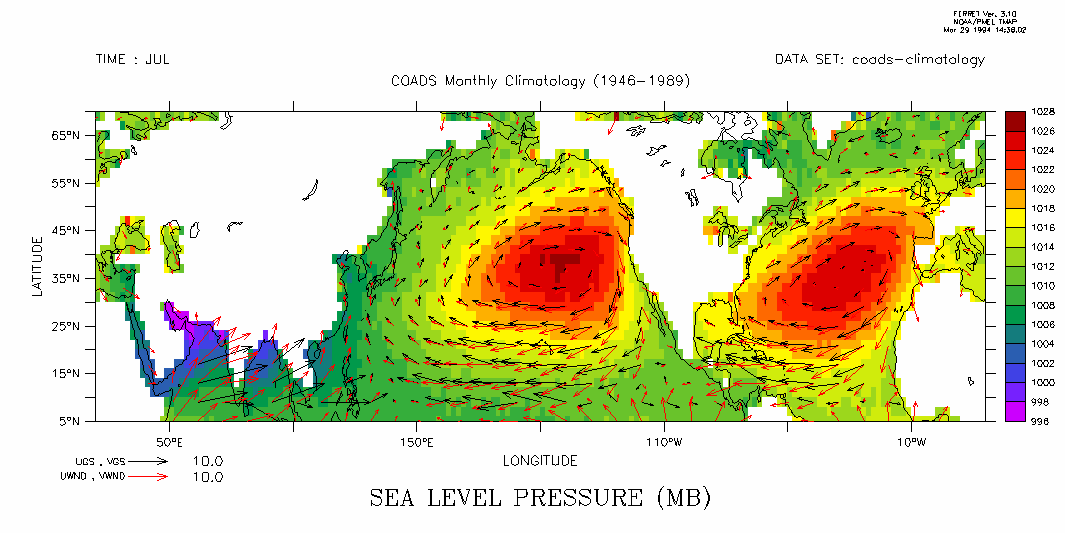 FERRET Ver. 3.10
NOAA/PMEL TMAP
Mar 29 1994 14:36:02
TIME : JUL
DATA SET: coads-climatology
COADS Monthly Climatology (1946-1989)
65°N
55°N
45°N
35°N
25°N
15°N
5°N
LATITUDE
1028
1026
1024
1022
1020
1018
1016
1014
1012
1010
1008
1006
1004
1002
1000
998
996
50°E
150°E
110°W
10°W
LONGITUDE
UGS , VGS 10.0
UWND , VWND 10.0
SEA LEVEL PRESSURE (MB)